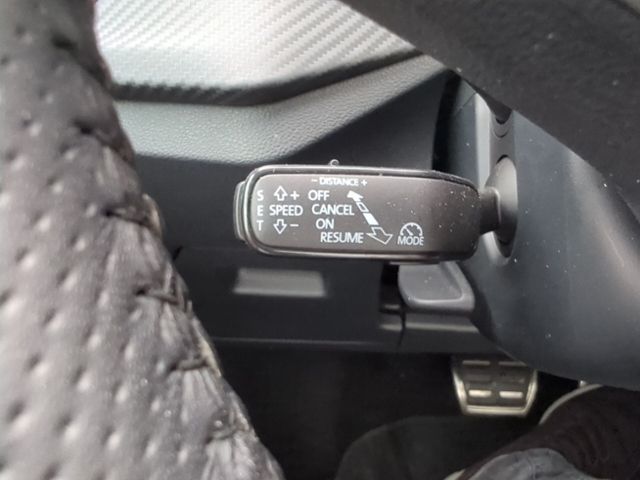 − DISTANCE +
S + OFF
E SPEED CANCEL
T − ON
RESUME MODE